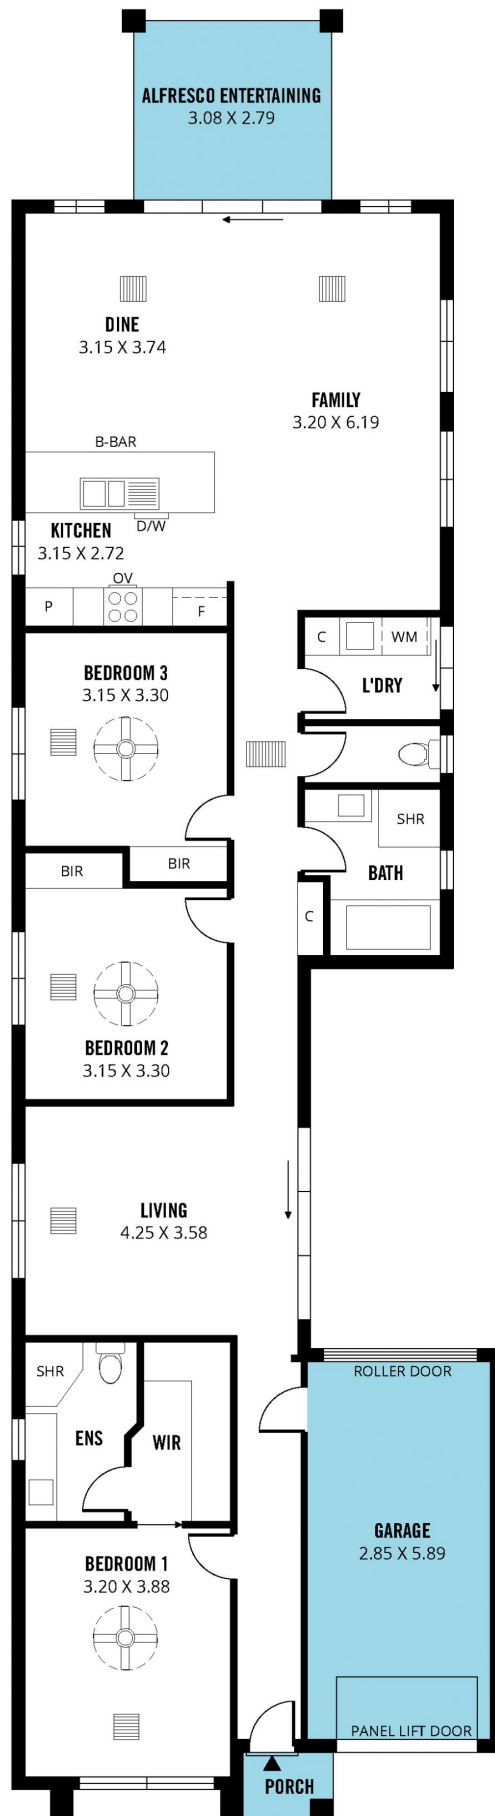 ALFRESCO ENTERTAINING
3.08 X 2.79
DINE
3.15 X 3.74
FAMILY
3.20 X 6.19
B-BAR
KITCHEN
3.15 X 2.72
D/W
OV
P
F
C
WM
L'DRY
BEDROOM 3
3.15 X 3.30
SHR
BATH
BIR
BIR
C
BEDROOM 2
3.15 X 3.30
LIVING
4.25 X 3.58
SHR
ENS
WIR
ROLLER DOOR
GARAGE
2.85 X 5.89
BEDROOM 1
3.20 X 3.88
PANEL LIFT DOOR
PORCH